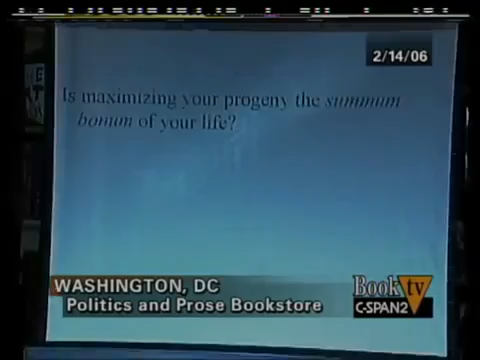 2/14/06
Is maximizing your progeny the summum
bonum of your life?
WASHINGTON, DC
Politics and Prose Bookstore
Book tv
C-SPAN2